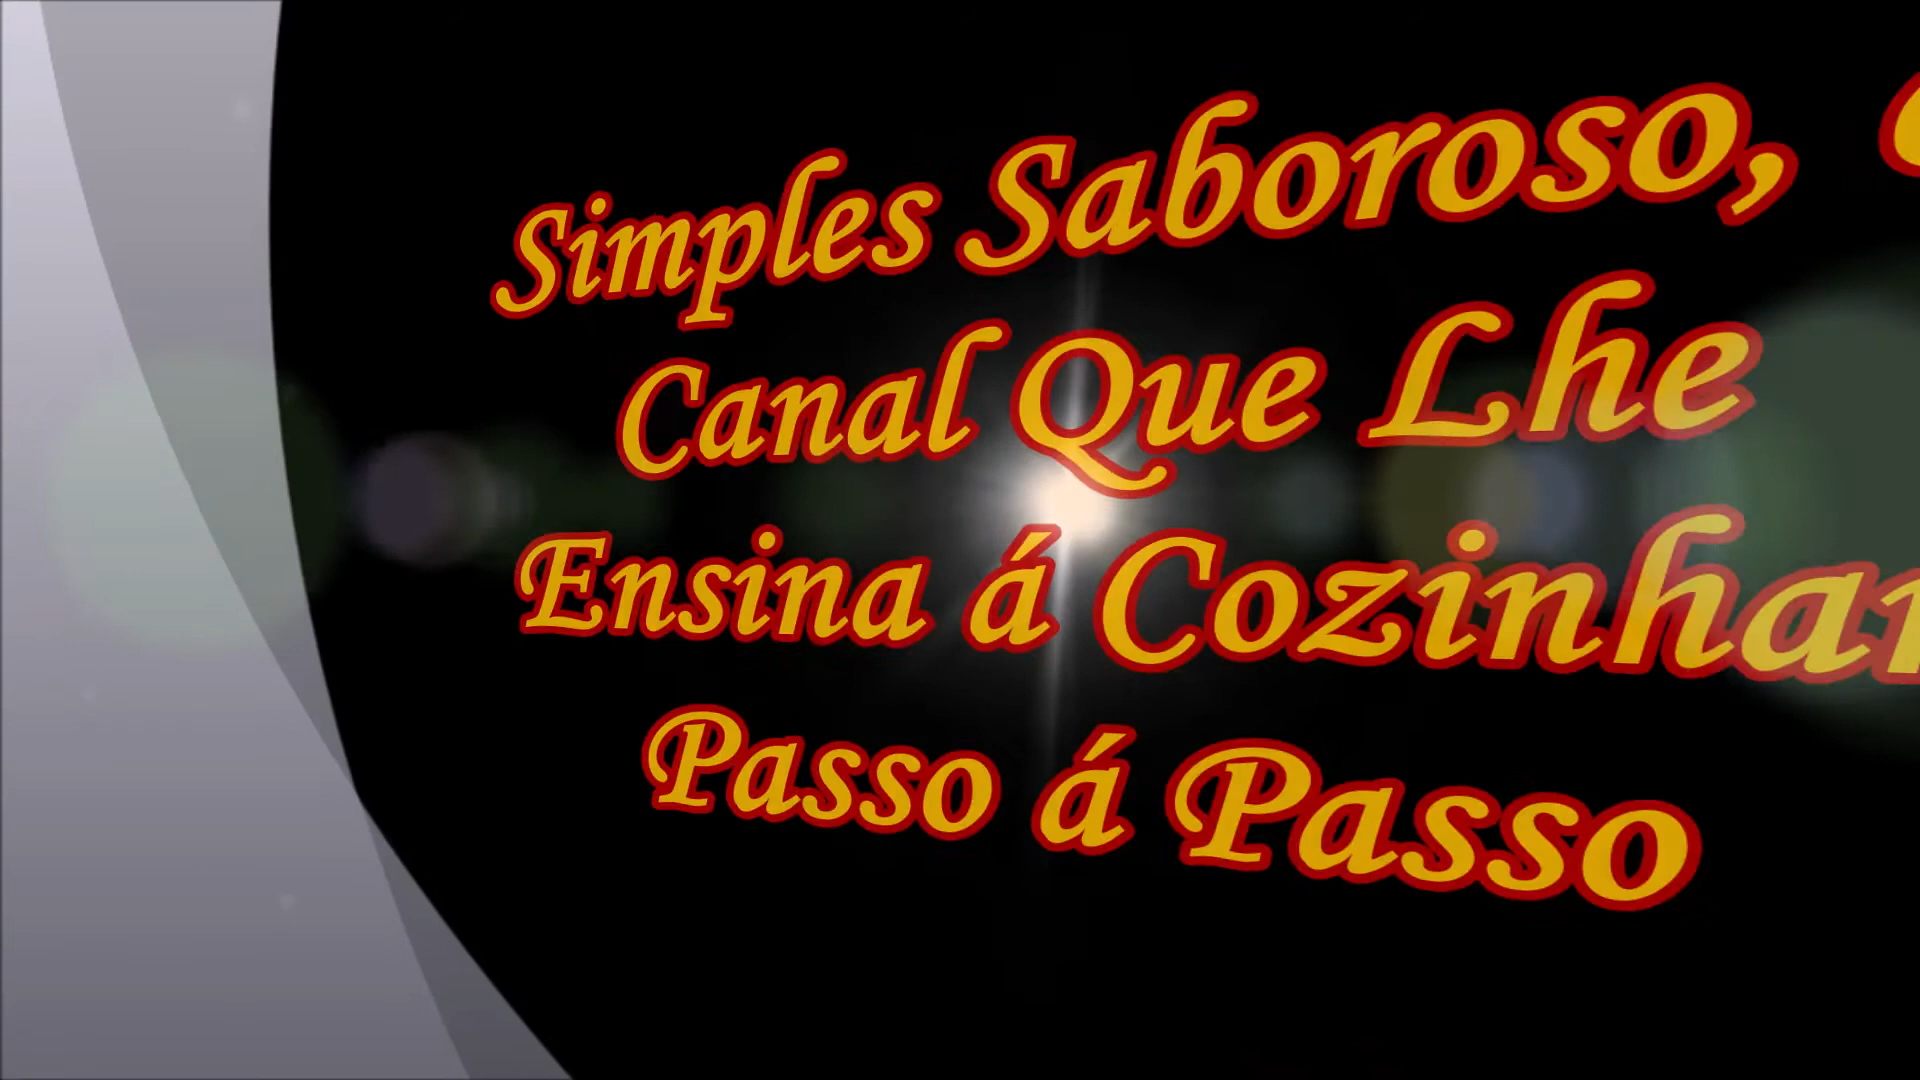 Simples Saboroso,
Canal Que Lhe
Ensina á Cozinhar
Passo á Passo